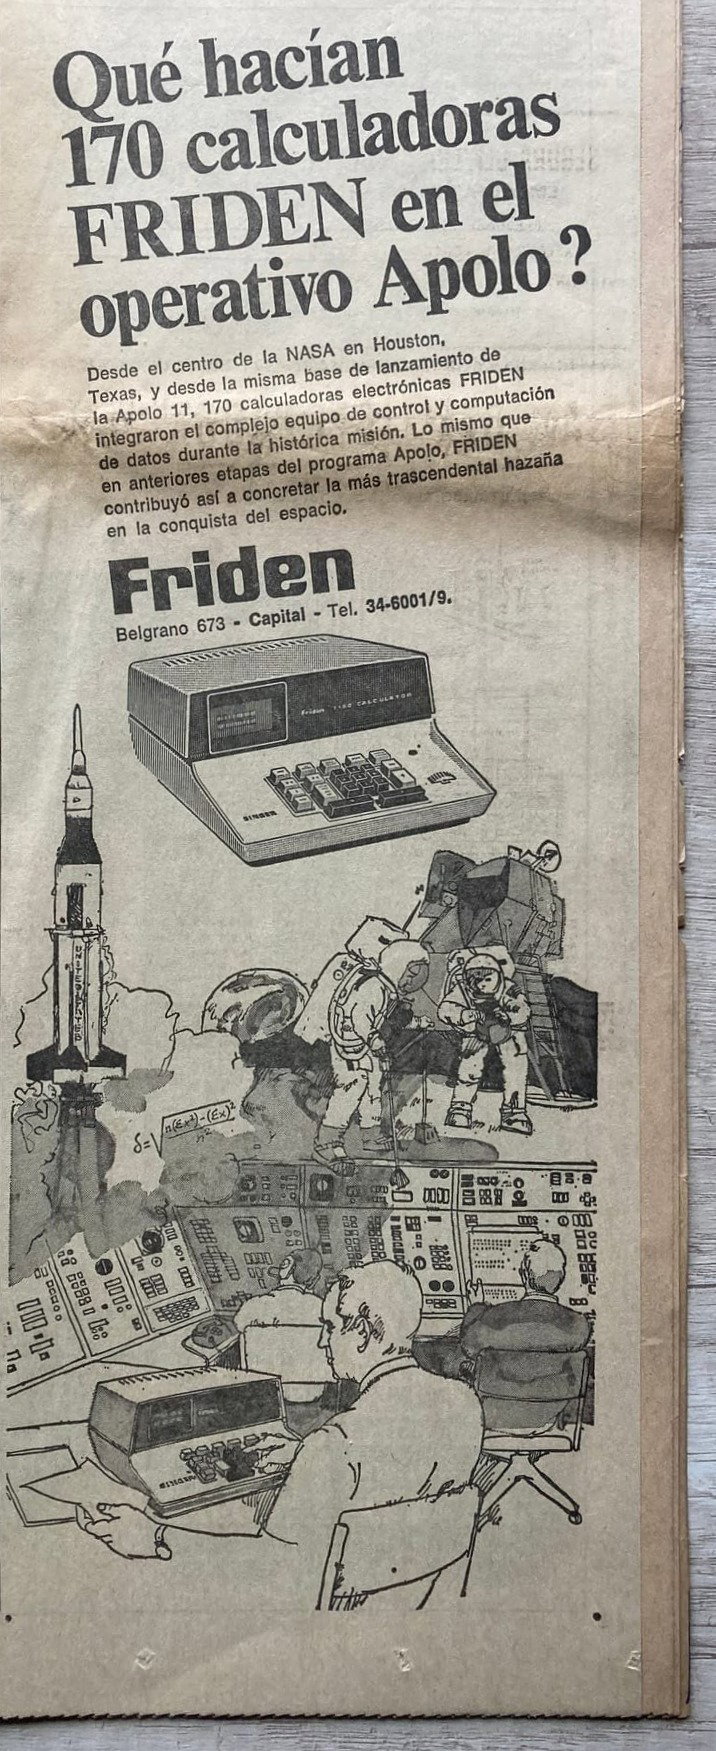 Qué hacían
170 calculadoras
FRIDEN en el
operativo Apolo?
Desde el centro de la NASA en Houston,
Texas, y desde la misma base de lanzamiento de
la Apolo 11, 170 calculadoras electrónicas FRIDEN
integraron el complejo equipo de control y computación
de datos durante la histórica misión. Lo mismo que
en anteriores etapas del programa Apolo, FRIDEN
contribuyó así a concretar la más trascendental hazaña
en la conquista del espacio.
Friden
Belgrano 673 - Capital - Tel. 34-6001/9.
Friden CALCULATOR
SINGER
UNITED
δ=√n(Σx²)-(Σx)²
n²